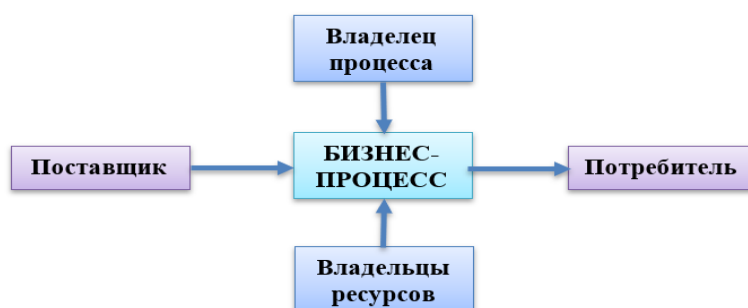 Владелец
процесса
Поставщик
БИЗНЕС-
ПРОЦЕСС
Потребитель
Владельцы
ресурсов